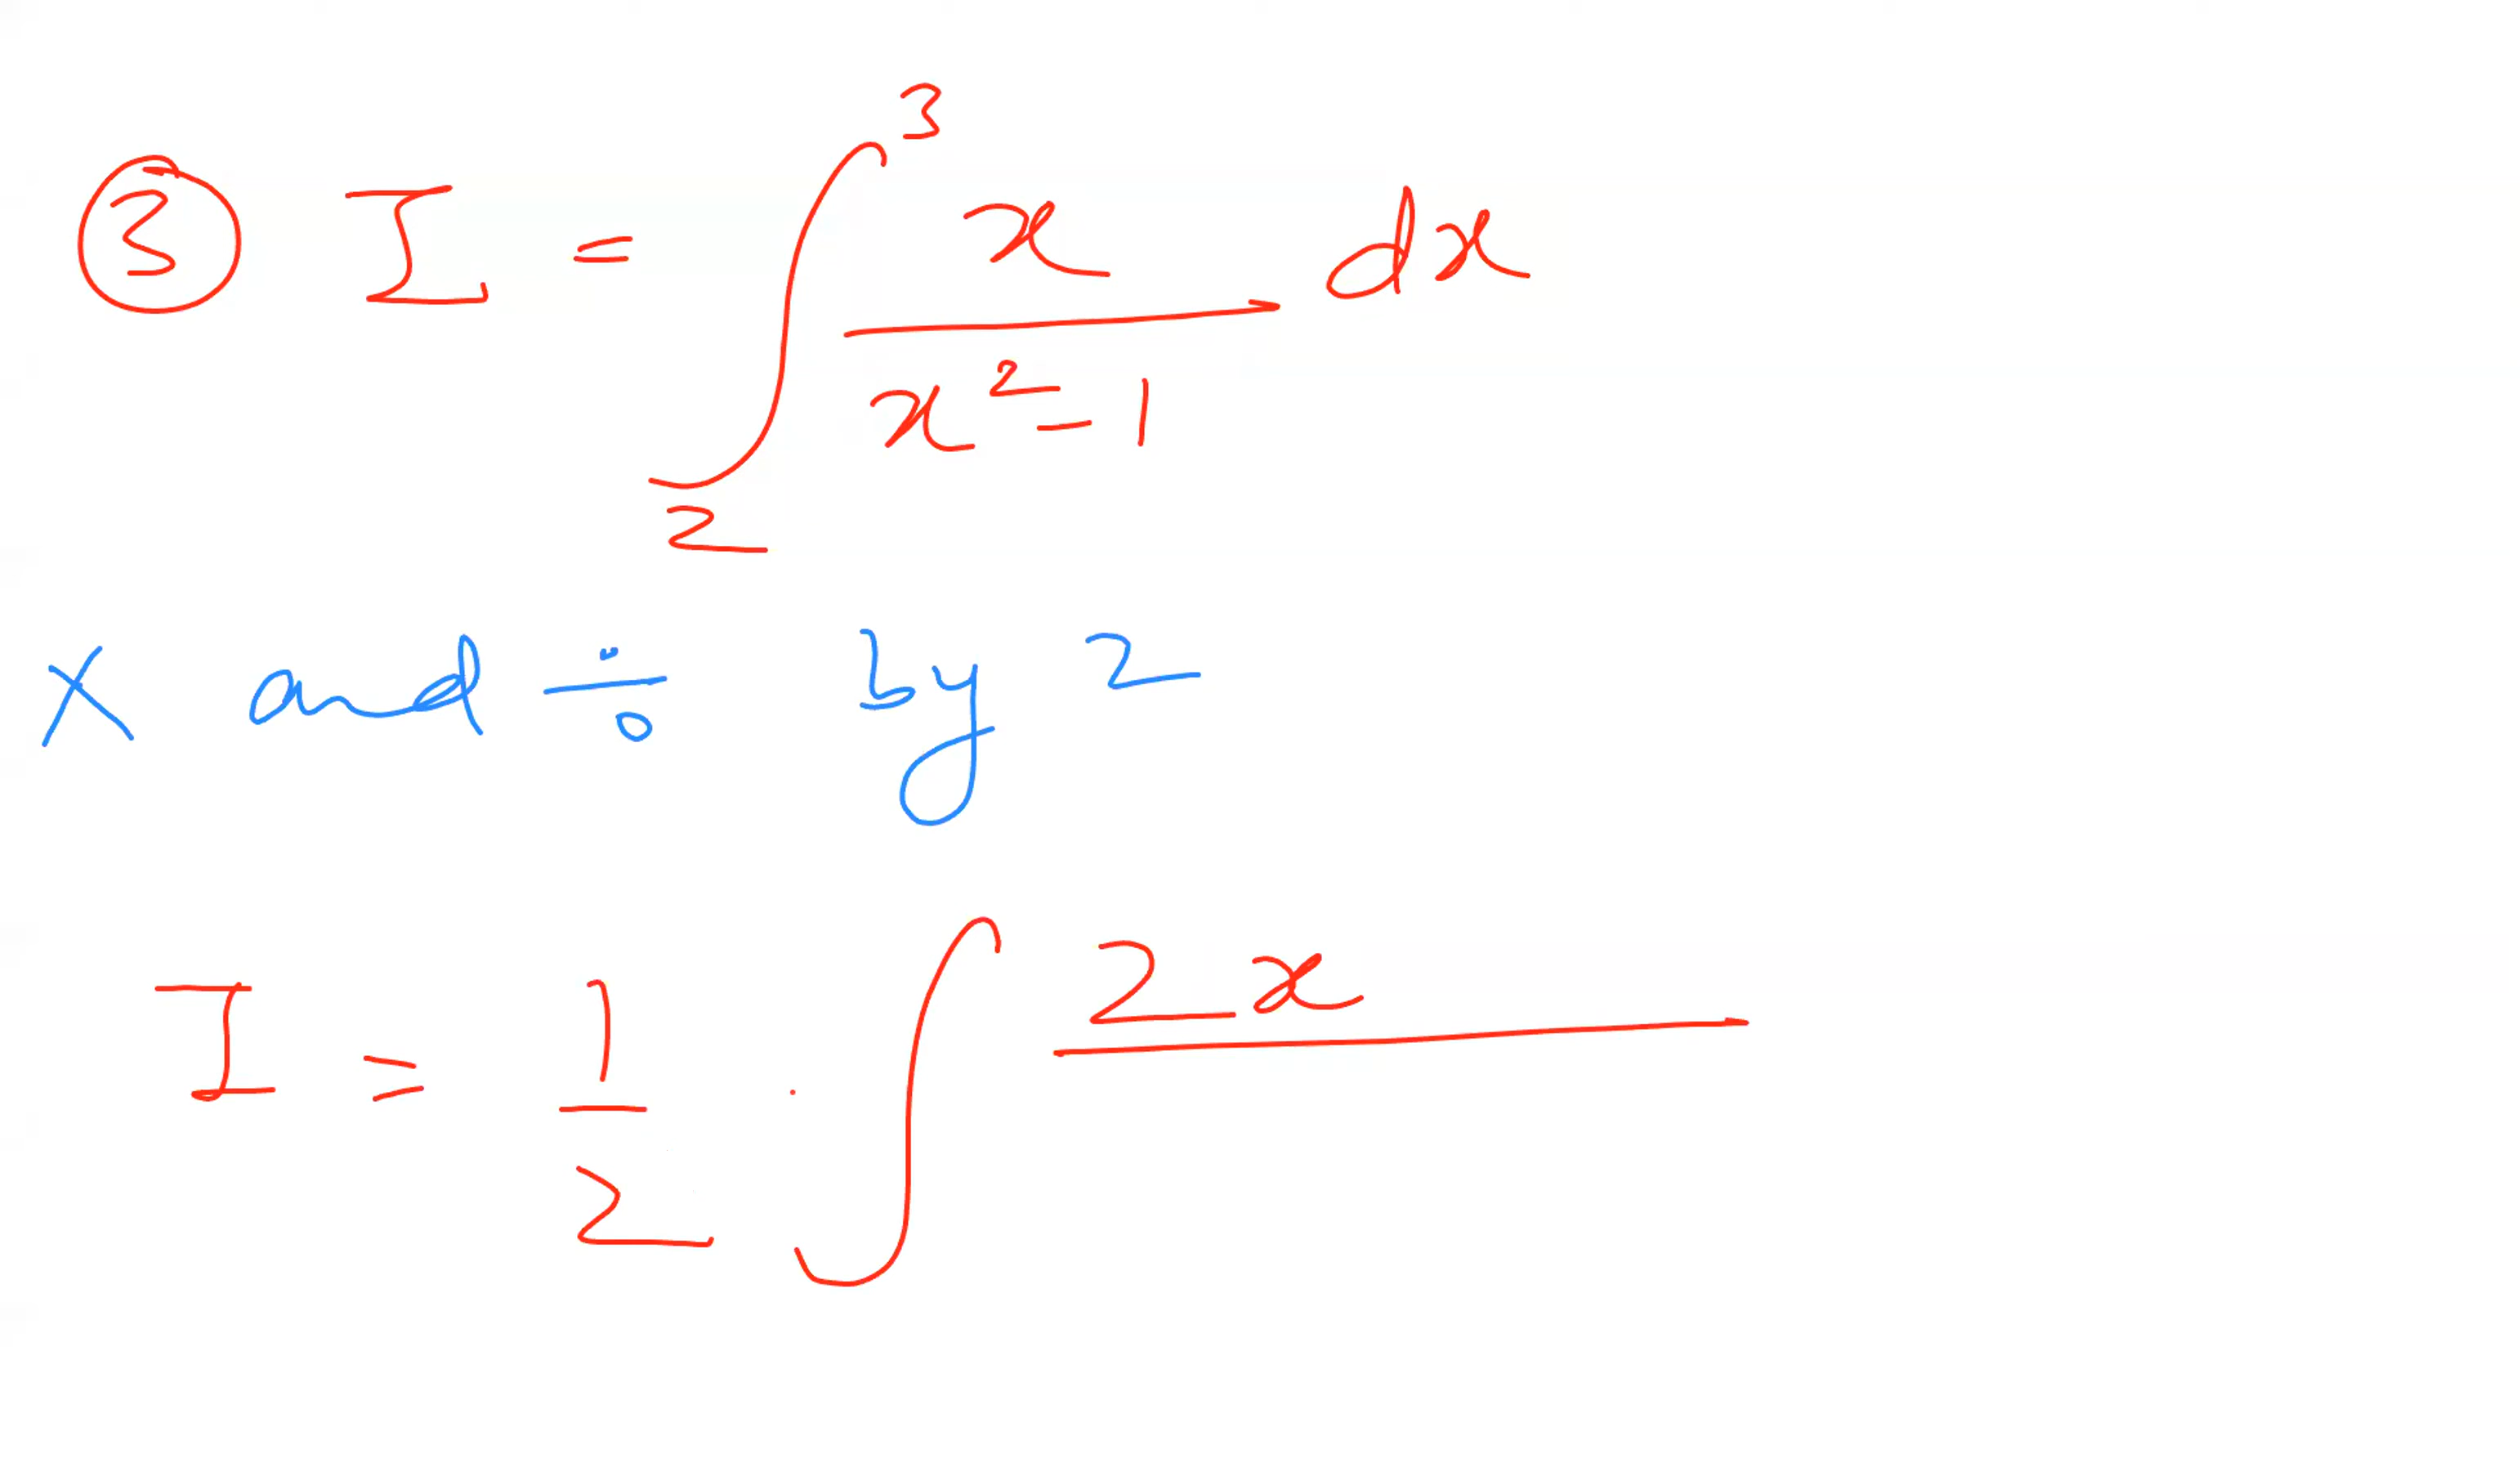 ③ I = ∫₂³ x/(x² - 1) dx
× and ÷ by 2
I = 1/2 · ∫ 2x/